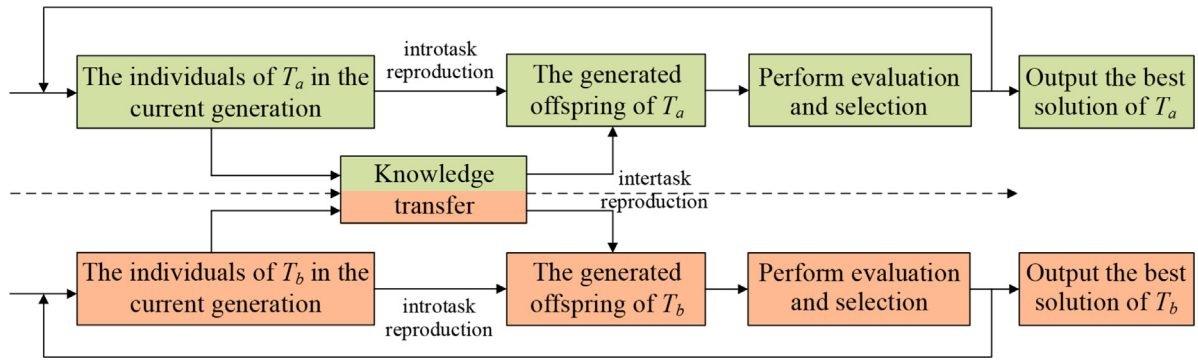 introtask
reproduction
The individuals of Ta in the
current generation
The generated
offspring of Ta
Perform evaluation
and selection
Output the best
solution of Ta
Knowledge
transfer
intertask
reproduction
The individuals of Tb in the
current generation
introtask
reproduction
The generated
offspring of Tb
Perform evaluation
and selection
Output the best
solution of Tb